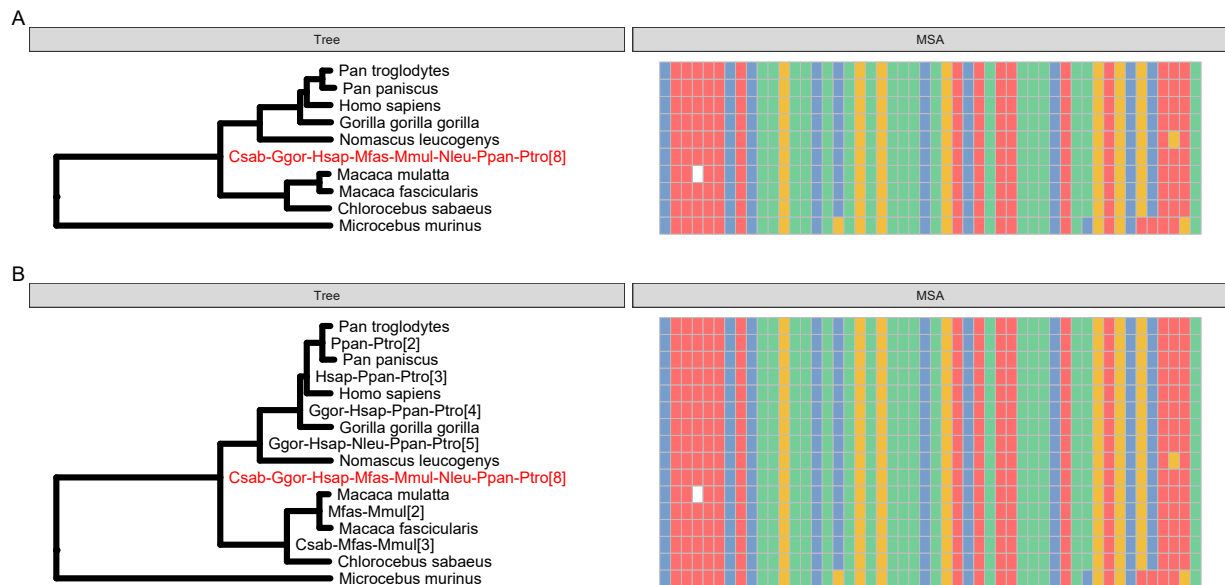 A
Tree
MSA
Pan troglodytes
Pan paniscus
Homo sapiens
Gorilla gorilla gorilla
Nomascus leucogenys
Csab-Ggor-Hsap-Mfas-Mmul-Nleu-Ppan-Ptro[8]
Macaca mulatta
Macaca fascicularis
Chlorocebus sabaeus
Microcebus murinus
B
Tree
MSA
Pan troglodytes
Ppan-Ptro[2]
Pan paniscus
Hsap-Ppan-Ptro[3]
Homo sapiens
Ggor-Hsap-Ppan-Ptro[4]
Gorilla gorilla gorilla
Ggor-Hsap-Nleu-Ppan-Ptro[5]
Nomascus leucogenys
Csab-Ggor-Hsap-Mfas-Mmul-Nleu-Ppan-Ptro[8]
Macaca mulatta
Mfas-Mmul[2]
Macaca fascicularis
Csab-Mfas-Mmul[3]
Chlorocebus sabaeus
Microcebus murinus